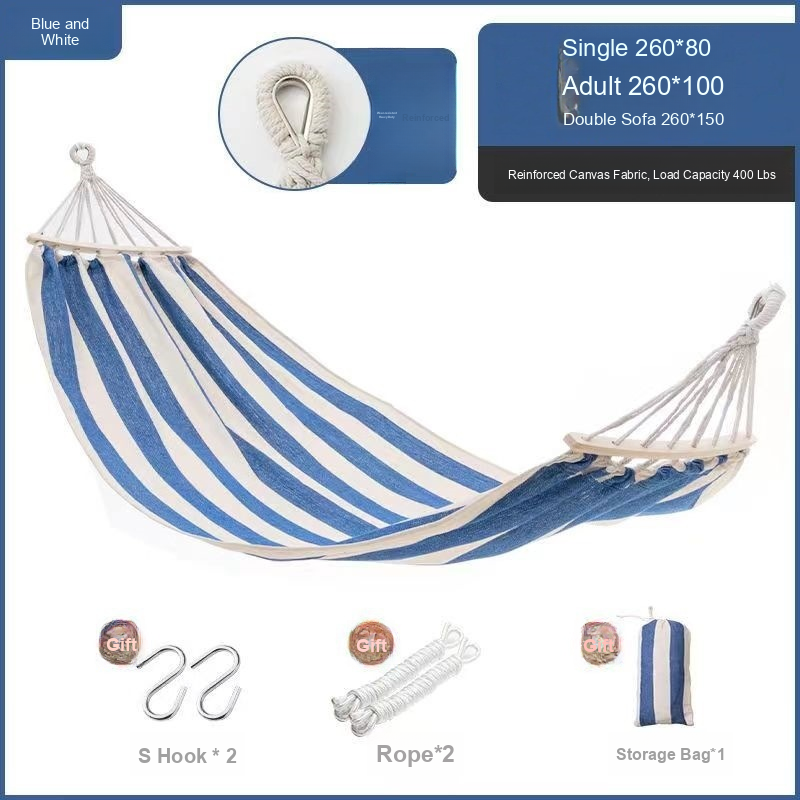 Blue and
White
Single 260*80
Adult 260*100
Double Sofa 260*150
Reinforced Canvas Fabric, Load Capacity 400 Lbs
Gift
Gift
Gift
S Hook * 2
Rope*2
Storage Bag*1